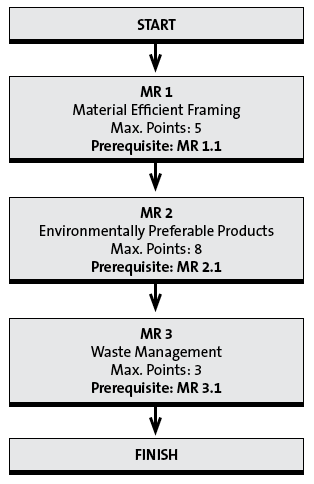 START
MR 1
Material Efficient Framing
Max. Points: 5
Prerequisite: MR 1.1
MR 2
Environmentally Preferable Products
Max. Points: 8
Prerequisite: MR 2.1
MR 3
Waste Management
Max. Points: 3
Prerequisite: MR 3.1
FINISH